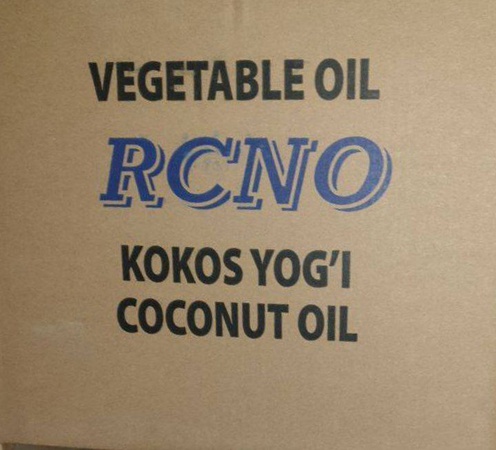 VEGETABLE OIL
RCNO
KOKOS YOG'I
COCONUT OIL